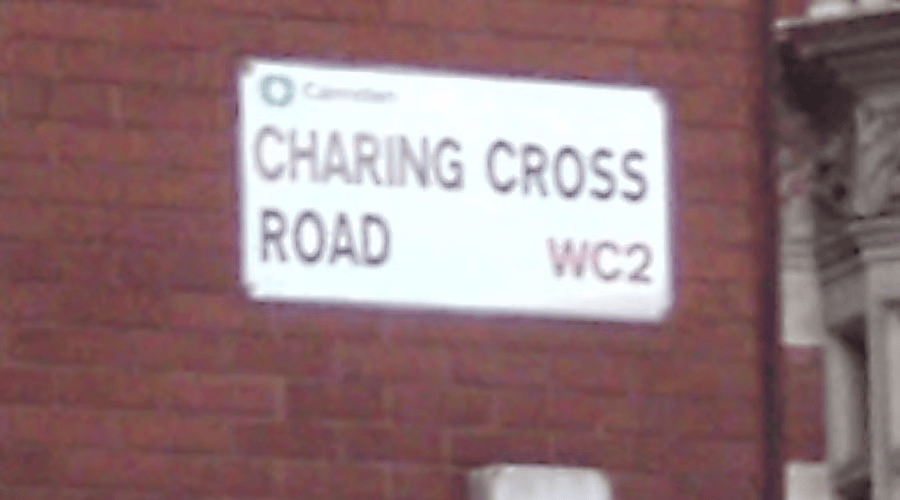 Camden
CHARING CROSS
ROAD WC2